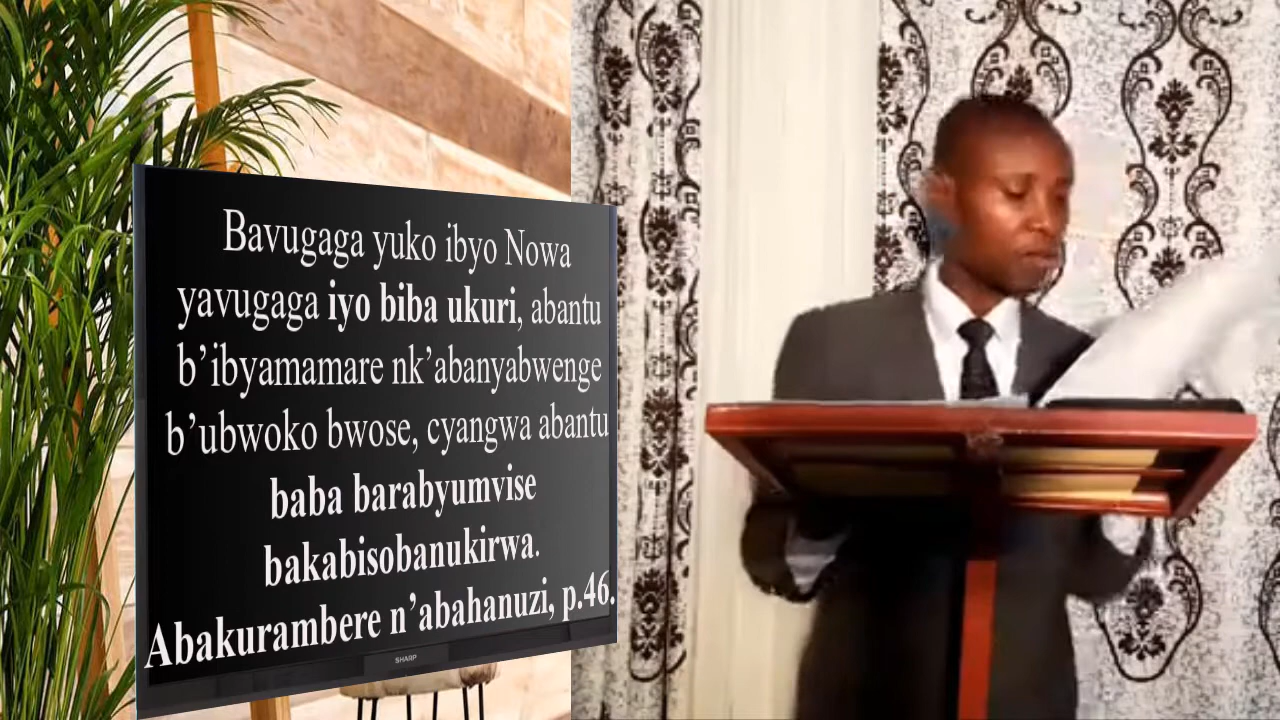 Bavugaga yuko ibyo Nowa
yavugaga iyo biba ukuri, abantu
b’ibyamamare nk’abanyabwenge
b’ubwoko bwose, cyangwa abantu
baba barabyumvise
bakabisobanukirwa.
Abakurambere n’abahanuzi, p.46.
SHARP